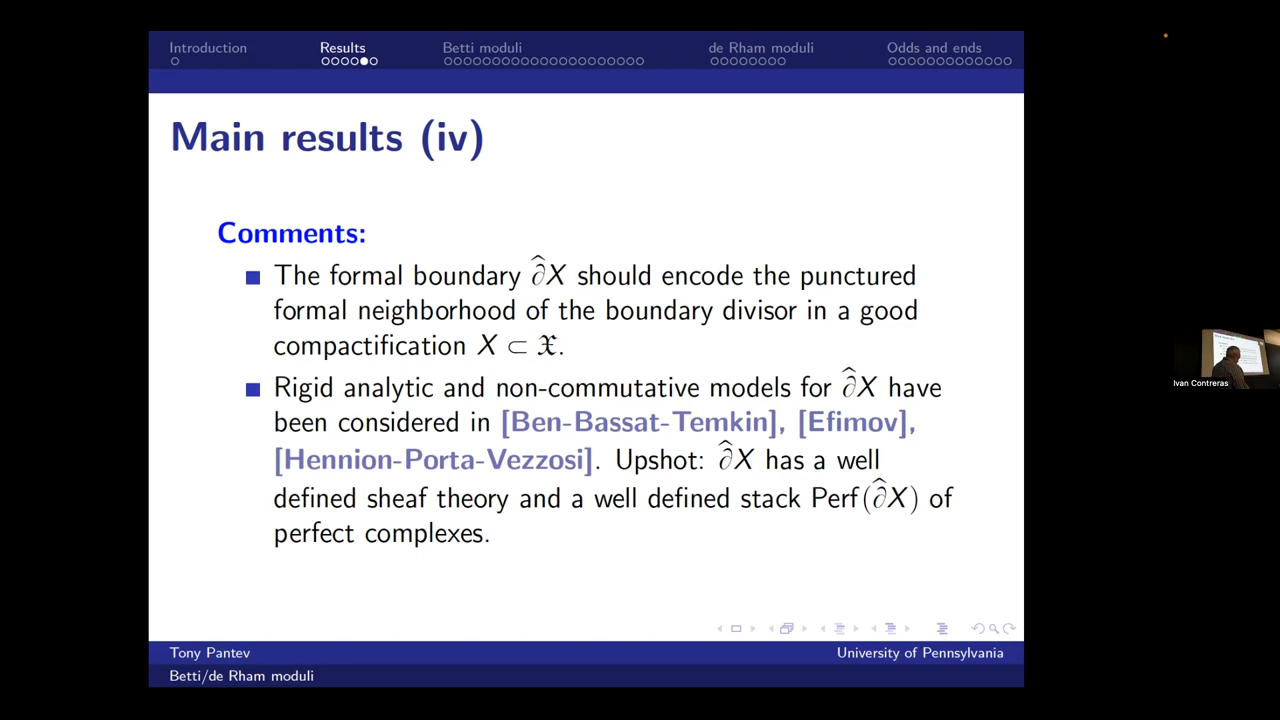 Introduction Results Betti moduli de Rham moduli Odds and ends
Main results (iv)
Comments:
The formal boundary ∂̂X should encode the punctured
formal neighborhood of the boundary divisor in a good
compactification X ⊂ 𝔛.
Rigid analytic and non-commutative models for ∂̂X have
been considered in [Ben-Bassat-Temkin], [Efimov],
[Hennion-Porta-Vezzosi]. Upshot: ∂̂X has a well
defined sheaf theory and a well defined stack Perf(∂̂X) of
perfect complexes.
Ivan Contreras
Tony Pantev University of Pennsylvania
Betti/de Rham moduli